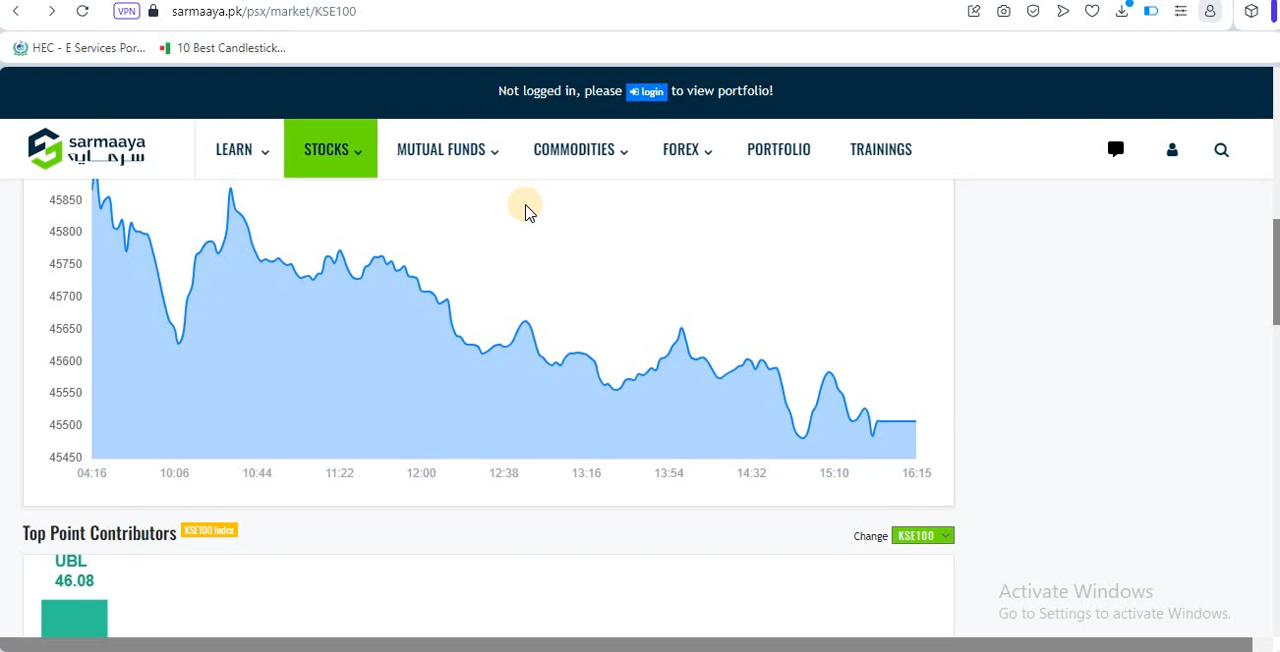 VPN sarmaaya.pk/psx/market/KSE100
HEC - E Services Por... 10 Best Candlestick...
Not logged in, please login to view portfolio!
sarmaaya
سرمایہ
LEARN STOCKS MUTUAL FUNDS COMMODITIES FOREX PORTFOLIO TRAININGS
45850
45800
45750
45700
45650
45600
45550
45500
45450
04:16 10:06 10:44 11:22 12:00 12:38 13:16 13:54 14:32 15:10 16:15
Top Point Contributors KSE100 Index
Change KSE100
UBL
46.08
Activate Windows
Go to Settings to activate Windows.